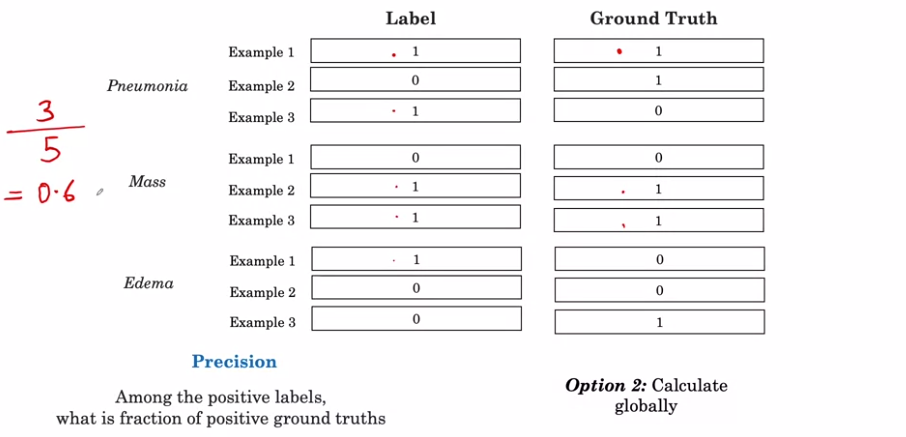 Label Ground Truth
Example 1 1 1
Pneumonia Example 2 0 1
Example 3 1 0
3
5
= 0.6
Example 1 0 0
Mass Example 2 1 1
Example 3 1 1
Example 1 1 0
Edema Example 2 0 0
Example 3 0 1
Precision
Among the positive labels,
what is fraction of positive ground truths
Option 2: Calculate
globally